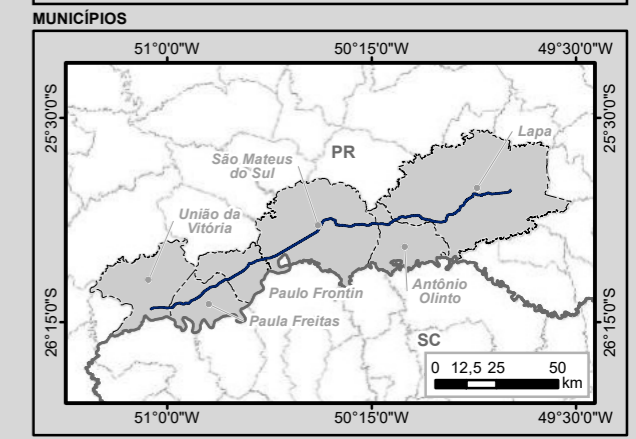 MUNICÍPIOS
51°0'0"W
50°15'0"W
49°30'0"W
25°30'0"S
25°30'0"S
Lapa
PR
São Mateus
do Sul
União da
Vitória
Paulo Frontin
Antônio
Olinto
Paula Freitas
26°15'0"S
26°15'0"S
SC
0 12,5 25 50
km
51°0'0"W
50°15'0"W
49°30'0"W